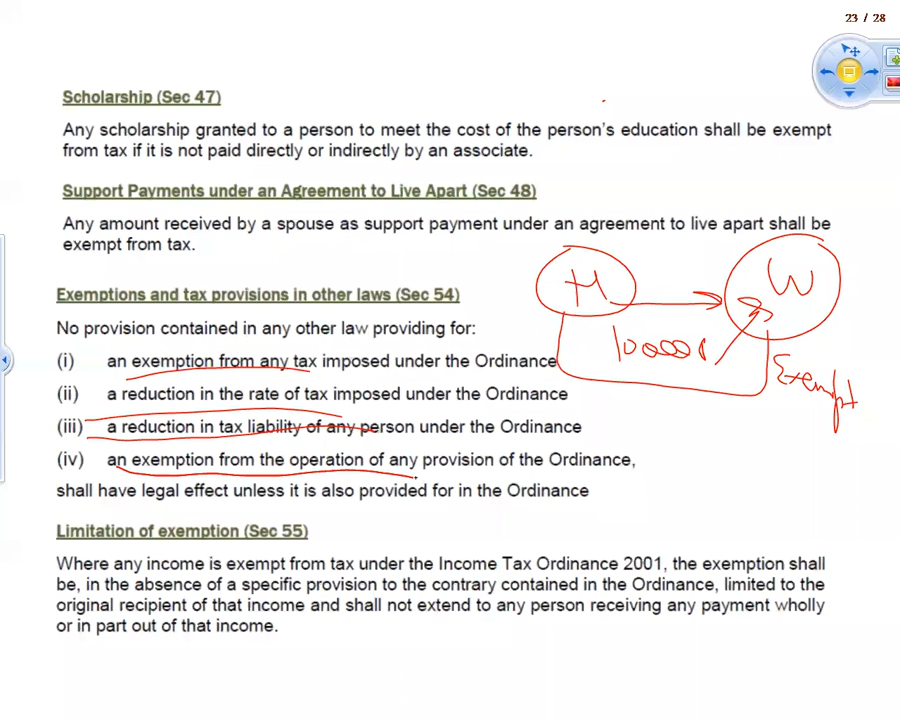 23 / 28
Scholarship (Sec 47)
Any scholarship granted to a person to meet the cost of the person's education shall be exempt
from tax if it is not paid directly or indirectly by an associate.
Support Payments under an Agreement to Live Apart (Sec 48)
Any amount received by a spouse as support payment under an agreement to live apart shall be
exempt from tax.
H
W
Exemptions and tax provisions in other laws (Sec 54)
No provision contained in any other law providing for:
(i) an exemption from any tax imposed under the Ordinance
Exempt
(ii) a reduction in the rate of tax imposed under the Ordinance
(iii) a reduction in tax liability of any person under the Ordinance
(iv) an exemption from the operation of any provision of the Ordinance,
shall have legal effect unless it is also provided for in the Ordinance
Limitation of exemption (Sec 55)
Where any income is exempt from tax under the Income Tax Ordinance 2001, the exemption shall
be, in the absence of a specific provision to the contrary contained in the Ordinance, limited to the
original recipient of that income and shall not extend to any person receiving any payment wholly
or in part out of that income.